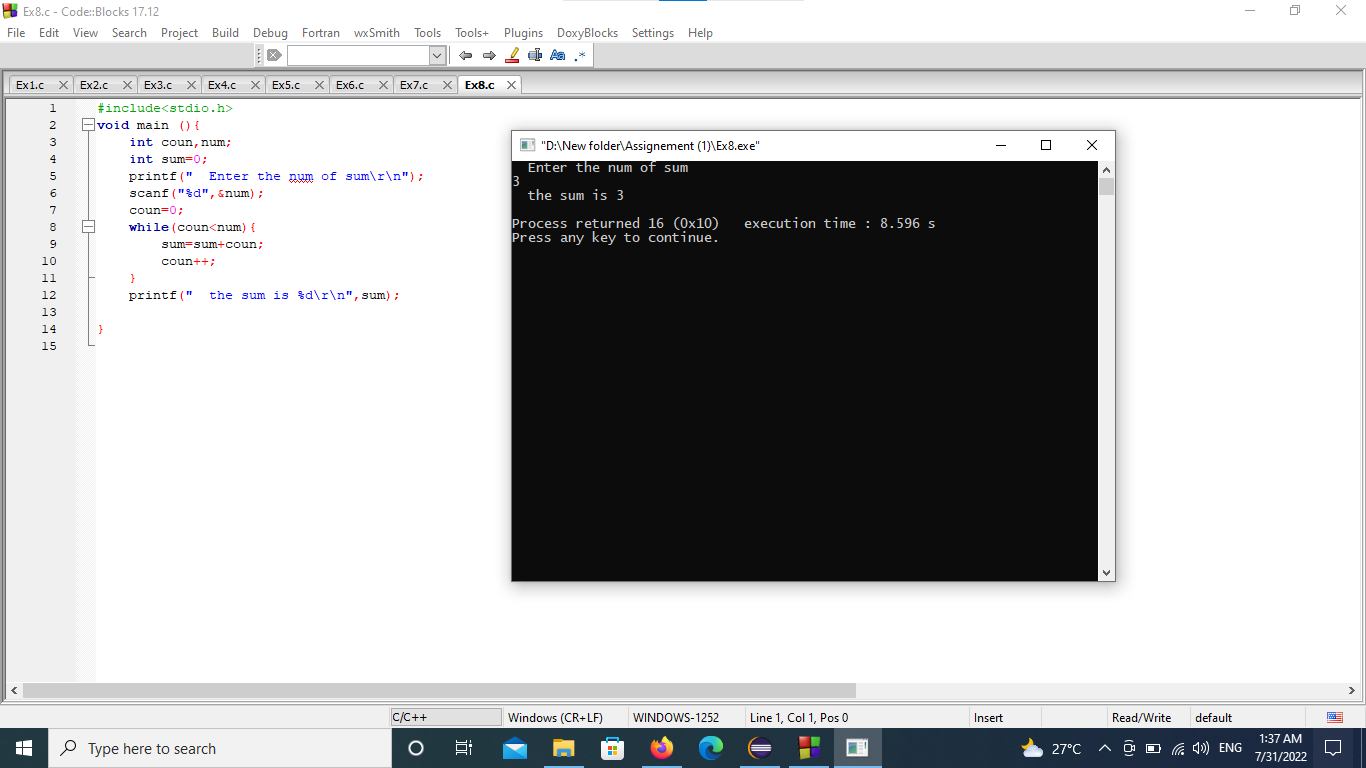 Ex8.c - Code::Blocks 17.12
File Edit View Search Project Build Debug Fortran wxSmith Tools Tools+ Plugins DoxyBlocks Settings Help
Ex1.c Ex2.c Ex3.c Ex4.c Ex5.c Ex6.c Ex7.c Ex8.c
1 #include<stdio.h>
2 void main (){
3 int coun,num;
4 int sum=0;
5 printf("  Enter the num of sum\r\n");
6 scanf("%d",&num);
7 coun=0;
8 while(coun<num){
9 sum=sum+coun;
10 coun++;
11 }
12 printf("  the sum is %d\r\n",sum);
13
14 }
15
"D:\New folder\Assignement (1)\Ex8.exe"
Enter the num of sum
3
the sum is 3
Process returned 16 (0x10)   execution time : 8.596 s
Press any key to continue.
C/C++ Windows (CR+LF) WINDOWS-1252 Line 1, Col 1, Pos 0 Insert Read/Write default
Type here to search
27°C ENG
1:37 AM
7/31/2022